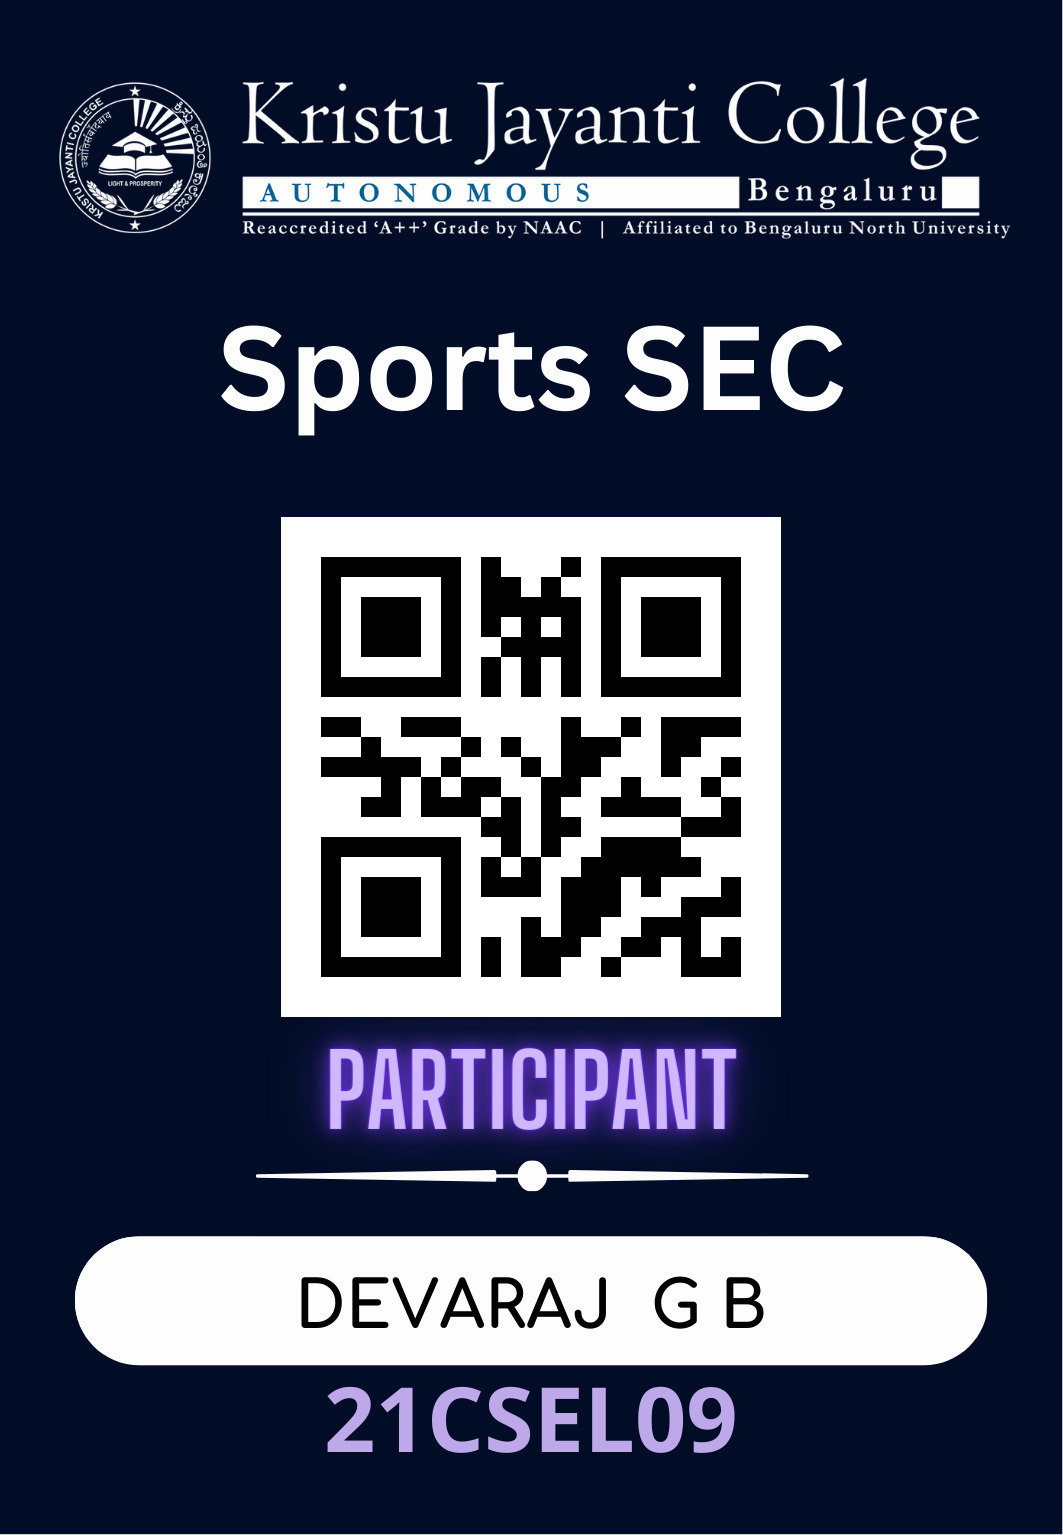 Kristu Jayanti College
AUTONOMOUS Bengaluru
Reaccredited ‘A++’ Grade by NAAC | Affiliated to Bengaluru North University
KRISTU JAYANTI COLLEGE
LIGHT & PROSPERITY
Sports SEC
PARTICIPANT
DEVARAJ G B
21CSEL09